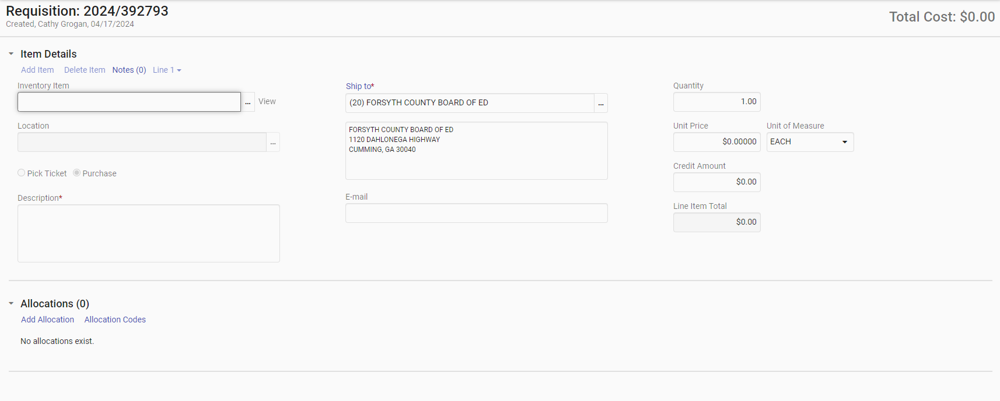 Requisition: 2024/392793
Created, Cathy Grogan, 04/17/2024
Total Cost: $0.00
Item Details
Add Item Delete Item Notes (0) Line 1
Inventory Item
... View
Location
...
Pick Ticket Purchase
Description*
Ship to*
(20) FORSYTH COUNTY BOARD OF ED ...
FORSYTH COUNTY BOARD OF ED
1120 DAHLONEGA HIGHWAY
CUMMING, GA 30040
E-mail
Quantity
1.00
Unit Price Unit of Measure
$0.00000 EACH
Credit Amount
$0.00
Line Item Total
$0.00
Allocations (0)
Add Allocation Allocation Codes
No allocations exist.